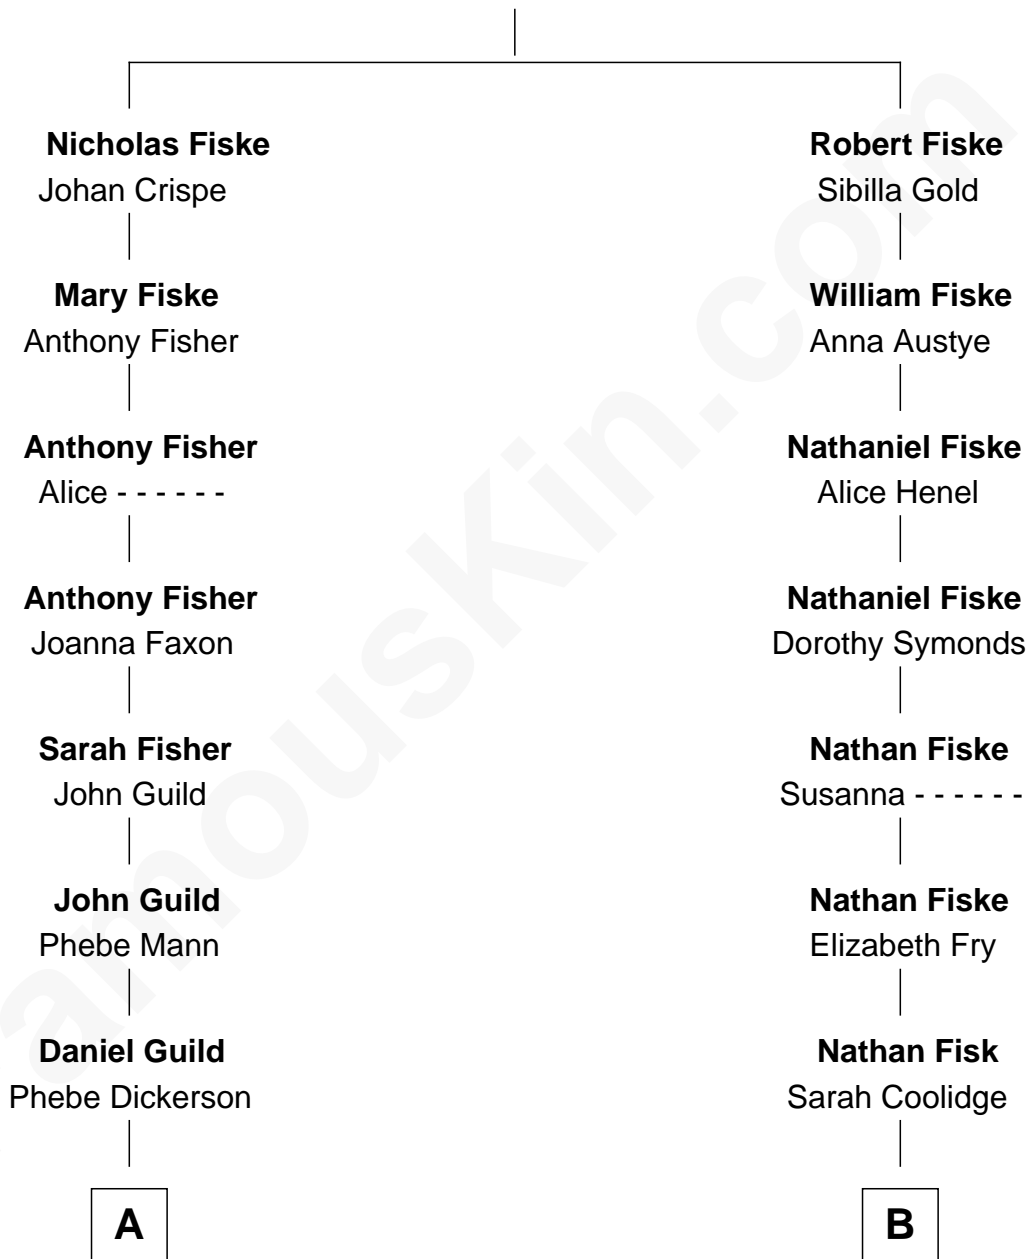 Nicholas Fiske
Johan Crispe
Mary Fiske
Anthony Fisher
Anthony Fisher
Alice - - - - - -
Anthony Fisher
Joanna Faxon
Sarah Fisher
John Guild
John Guild
Phebe Mann
Daniel Guild
Phebe Dickerson
A
Robert Fiske
Sibilla Gold
William Fiske
Anna Austye
Nathaniel Fiske
Alice Henel
Nathaniel Fiske
Dorothy Symonds
Nathan Fiske
Susanna - - - - - -
Nathan Fiske
Elizabeth Fry
Nathan Fisk
Sarah Coolidge
B
amousKin.com